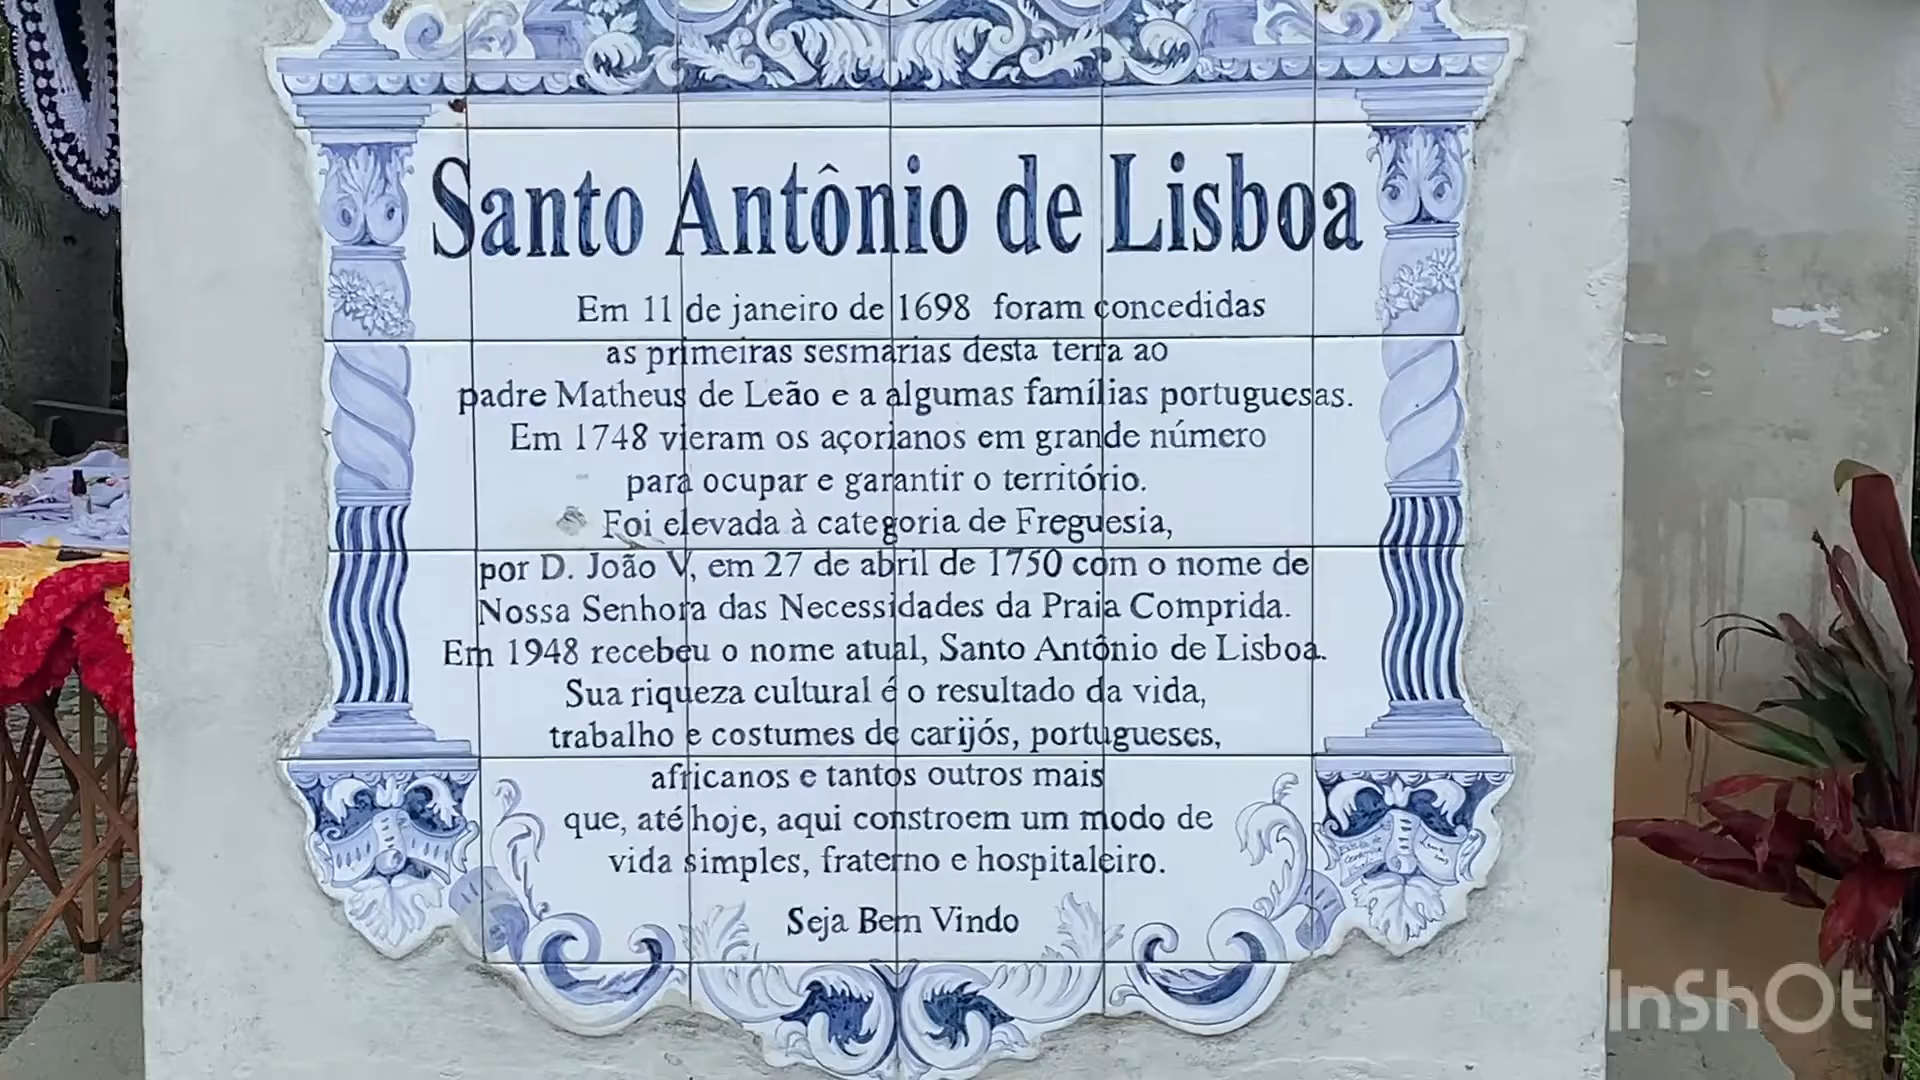 Santo Antônio de Lisboa
Em 11 de janeiro de 1698 foram concedidas
as primeiras sesmarias desta terra ao
padre Matheus de Leão e a algumas famílias portuguesas.
Em 1748 vieram os açorianos em grande número
para ocupar e garantir o território.
Foi elevada à categoria de Freguesia,
por D. João V, em 27 de abril de 1750 com o nome de
Nossa Senhora das Necessidades da Praia Comprida.
Em 1948 recebeu o nome atual, Santo Antônio de Lisboa.
Sua riqueza cultural é o resultado da vida,
trabalho e costumes de carijós, portugueses,
africanos e tantos outros mais
que, até hoje, aqui constroem um modo de
vida simples, fraterno e hospitaleiro.
Seja Bem Vindo
InShOt